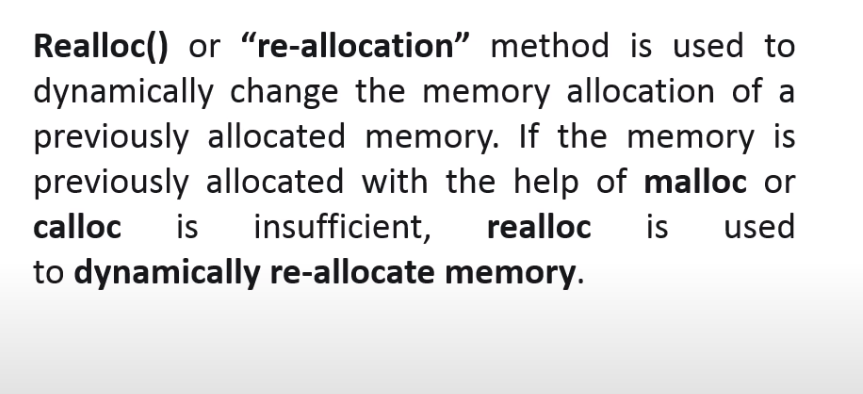 Realloc() or “re-allocation” method is used to
dynamically change the memory allocation of a
previously allocated memory. If the memory is
previously allocated with the help of malloc or
calloc is insufficient, realloc is used
to dynamically re-allocate memory.